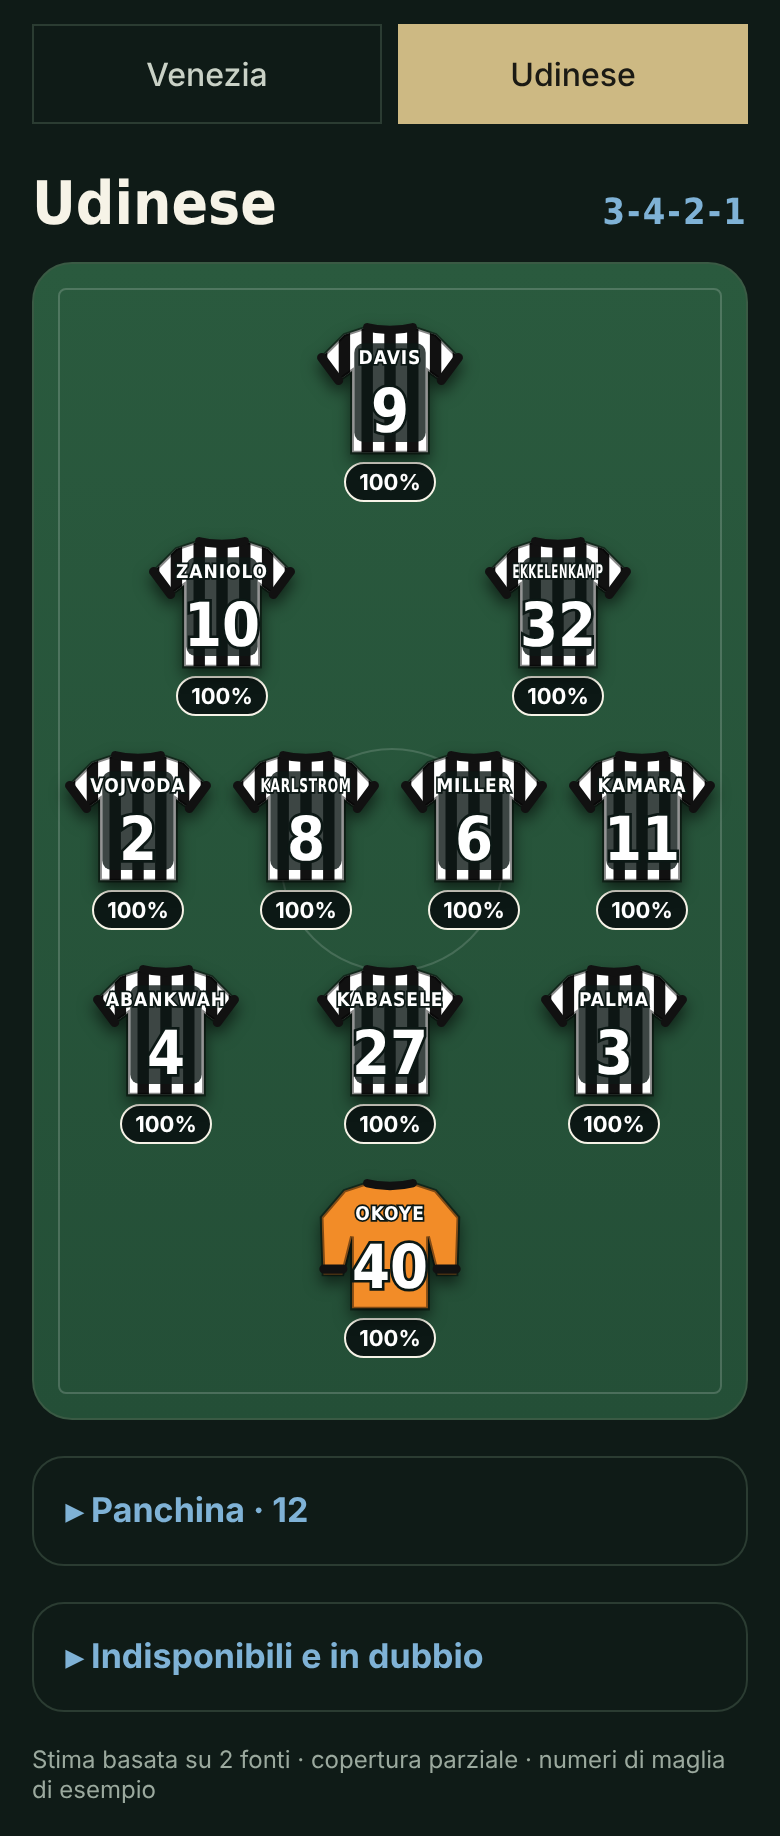 Venezia
Udinese
Udinese
3-4-2-1
DAVIS
9
100%
ZANIOLO
EKKELENKAMP
10
32
100%
100%
VOJVODA
KARLSTROM
MILLER
KAMARA
2
8
6
11
100%
100%
100%
100%
ABANKWAH
KABASELE
PALMA
4
27
3
100%
100%
100%
OKOYE
40
100%
▸ Panchina · 12
▸ Indisponibili e in dubbio
Stima basata su 2 fonti · copertura parziale · numeri di maglia
di esempio